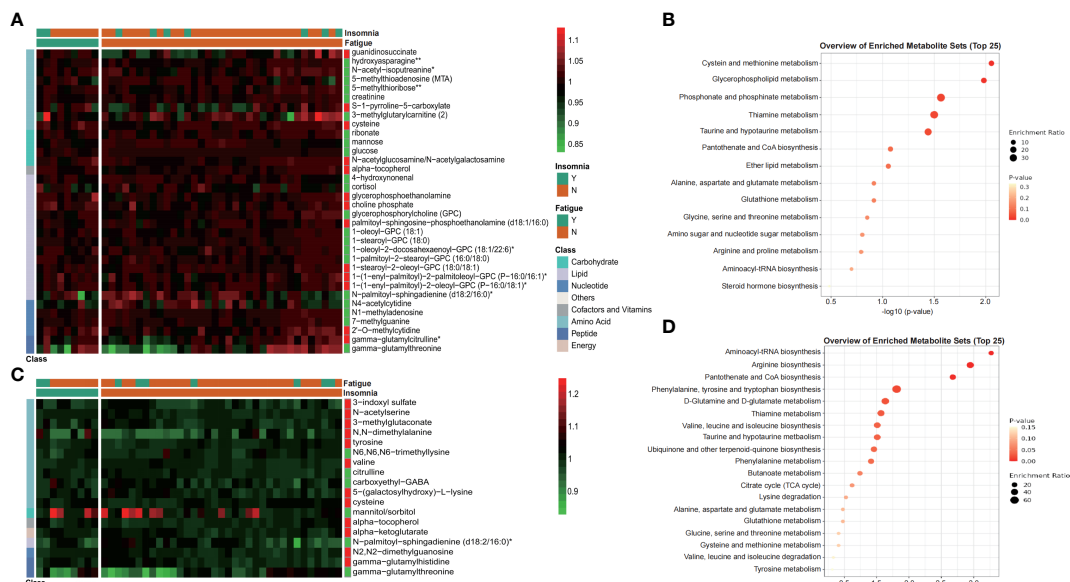 A
Insomnia
Fatigue
guanidinosuccinate
hydroxyasparagine**
N-acetyl-isoputreanine*
5-methylthioadenosine (MTA)
5-methylthioribose**
creatinine
S-1-pyrroline-5-carboxylate
3-methylglutarylcarnitine (2)
cysteine
ribonate
mannose
glucose
N-acetylglucosamine/N-acetylgalactosamine
alpha-tocopherol
4-hydroxynonenal
cortisol
glycerophosphoethanolamine
choline phosphate
glycerophosphorylcholine (GPC)
palmitoyl-sphingosine-phosphoethanolamine (d18:1/16:0)
1-oleoyl-GPC (18:1)
1-stearoyl-GPC (18:0)
1-oleoyl-2-docosahexaenoyl-GPC (18:1/22:6)*
1-palmitoyl-2-stearoyl-GPC (16:0/18:0)
1-stearoyl-2-oleoyl-GPC (18:0/18:1)
1-(1-enyl-palmitoyl)-2-palmitoleoyl-GPC (P-16:0/16:1)*
1-(1-enyl-palmitoyl)-2-oleoyl-GPC (P-16:0/18:1)*
N-palmitoyl-sphingadienine (d18:2/16:0)*
N4-acetylcytidine
N1-methyladenosine
7-methylguanine
2'-O-methylcytidine
gamma-glutamylcitrulline*
gamma-glutamylthreonine
Class
1.1
1.05
1
0.95
0.9
0.85
Insomnia
Y
N
Fatigue
Y
N
Class
Carbohydrate
Lipid
Nucleotide
Others
Cofactors and Vitamins
Amino Acid
Peptide
Energy
B
Overview of Enriched Metabolite Sets (Top 25)
Cystein and methionine metabolism
Glycerophospholipid metabolism
Phosphonate and phosphinate metabolism
Thiamine metabolism
Taurine and hypotaurine metabolism
Pantothenate and CoA biosynthesis
Ether lipid metabolism
Alanine, aspartate and glutamate metabolism
Glutathione metabolism
Glycine, serine and threonine metabolism
Amino sugar and nucleotide sugar metabolism
Arginine and proline metabolism
Aminoacyl-tRNA biosynthesis
Steroid hormone biosynthesis
0.5 1.0 1.5 2.0
-log10 (p-value)
Enrichment Ratio
10
20
30
P-value
0.3
0.2
0.1
C
Fatigue
Insomnia
3-indoxyl sulfate
N-acetylserine
3-methylglutaconate
N,N-dimethylalanine
tyrosine
N6,N6,N6-trimethyllysine
valine
citrulline
carboxyethyl-GABA
5-(galactosylhydroxy)-L-lysine
cysteine
mannitol/sorbitol
alpha-tocopherol
alpha-ketoglutarate
N-palmitoyl-sphingadienine (d18:2/16:0)*
N2,N2-dimethylguanosine
gamma-glutamylhistidine
gamma-glutamylthreonine
Class
1.2
1.1
1
0.9
D
Overview of Enriched Metabolite Sets (Top 25)
Aminoacyl-tRNA biosynthesis
Arginine biosynthesis
Pantothenate and CoA biosynthesis
Phenylalanine, tyrosine and tryptophan biosynthesis
D-Glutamine and D-glutamate metabolism
Thiamine metabolism
Valine, leucine and isoleucine biosynthesis
Taurine and hypotaurine metbaolism
Ubiquinone and other terpenoid-quinone biosynthesis
Phenylalanine metabolism
Butanoate metabolism
Citrate cycle (TCA cycle)
Lysine degradation
Alanine, aspartate and glutamate metabolism
Glutathione metabolism
Glucine, serine and threonine metabolism
Gysteine and methionine metabolism
Valine, leucine and isoleucine degradation
Tyrosine metabolism
P-value
0.15
0.10
0.05
0.00
Enrichment Ratio
20
40
60